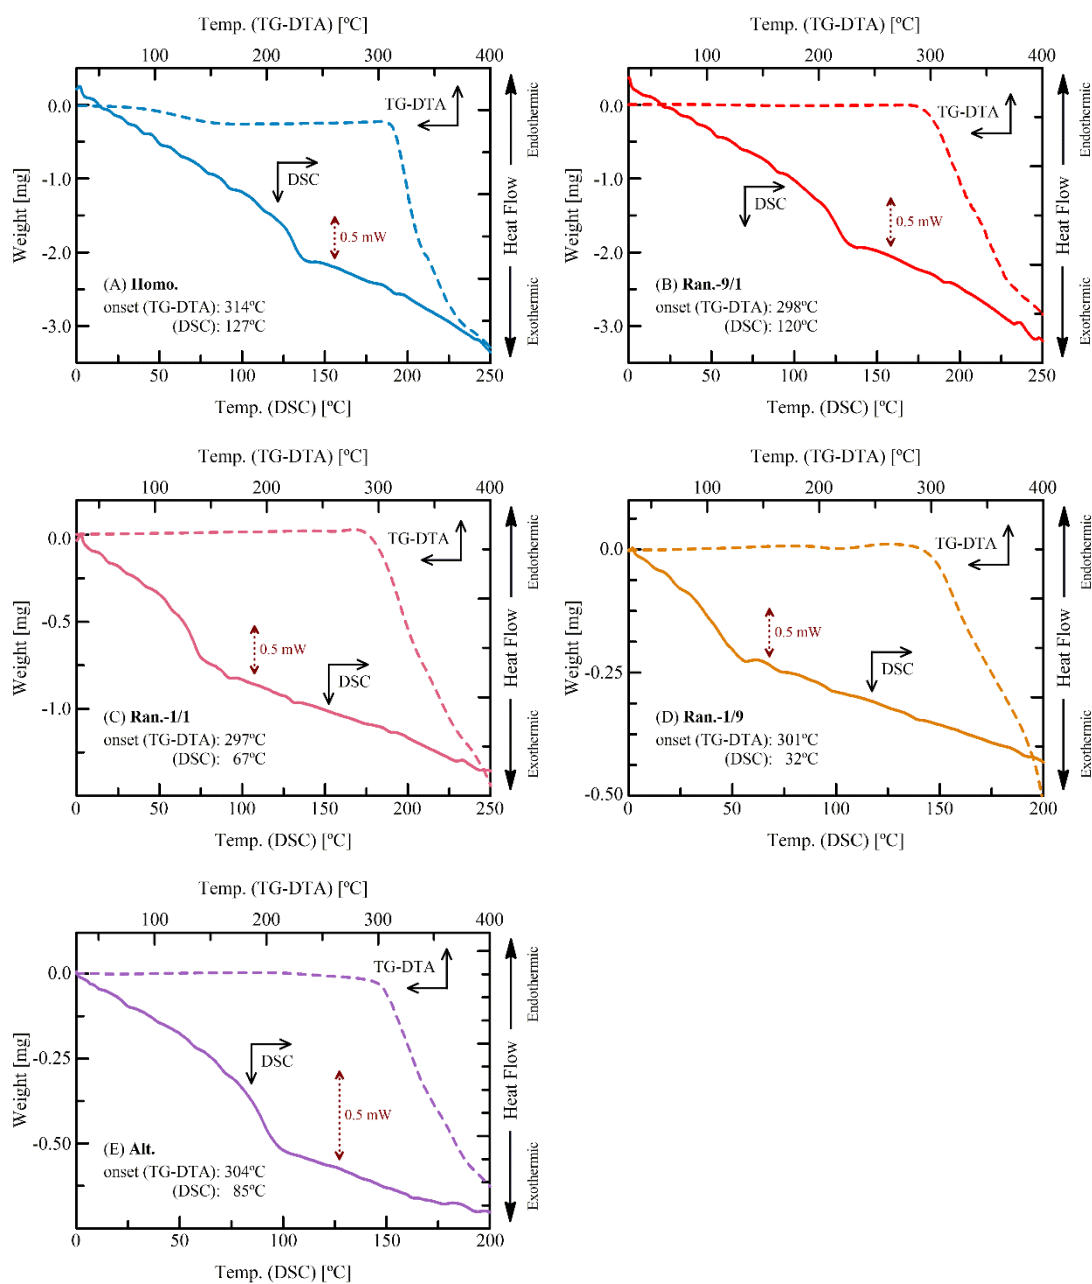 Temp. (TG-DTA) [ºC]
100 200 300 400
0.0
-1.0
-2.0
-3.0
Weight [mg]
TG-DTA
DSC
0.5 mW
(A) Homo.
onset (TG-DTA): 314ºC
(DSC): 127ºC
Endothermic
Heat Flow
Exothermic
0 50 100 150 200 250
Temp. (DSC) [ºC]
Temp. (TG-DTA) [ºC]
100 200 300 400
0.0
-1.0
-2.0
-3.0
Weight [mg]
TG-DTA
DSC
0.5 mW
(B) Ran.-9/1
onset (TG-DTA): 298ºC
(DSC): 120ºC
Endothermic
Heat Flow
Exothermic
0 50 100 150 200 250
Temp. (DSC) [ºC]
Temp. (TG-DTA) [ºC]
100 200 300 400
0.0
-0.5
-1.0
Weight [mg]
TG-DTA
0.5 mW
DSC
(C) Ran.-1/1
onset (TG-DTA): 297ºC
(DSC): 67ºC
Endothermic
Heat Flow
Exothermic
0 50 100 150 200 250
Temp. (DSC) [ºC]
Temp. (TG-DTA) [ºC]
100 200 300 400
0.0
-0.25
-0.50
Weight [mg]
TG-DTA
0.5 mW
DSC
(D) Ran.-1/9
onset (TG-DTA): 301ºC
(DSC): 32ºC
Endothermic
Heat Flow
Exothermic
0 50 100 150 200
Temp. (DSC) [ºC]
Temp. (TG-DTA) [ºC]
100 200 300 400
0.0
-0.25
-0.50
Weight [mg]
TG-DTA
DSC
0.5 mW
(E) Alt.
onset (TG-DTA): 304ºC
(DSC): 85ºC
Endothermic
Heat Flow
Exothermic
0 50 100 150 200
Temp. (DSC) [ºC]